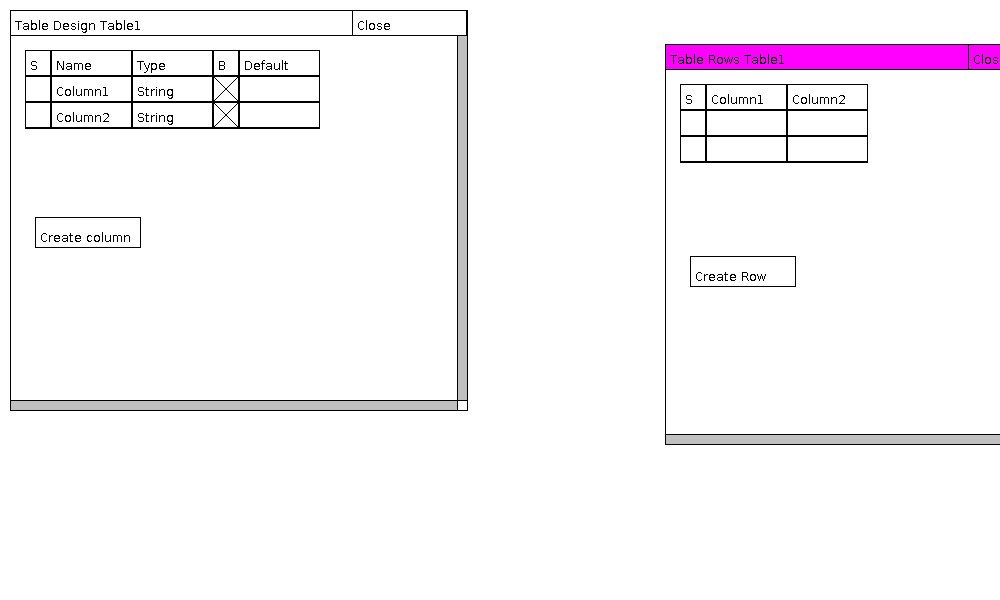 Table Design Table1 Close
S Name Type B Default
Column1 String
Column2 String
Create column
Table Rows Table1 Clos
S Column1 Column2
Create Row